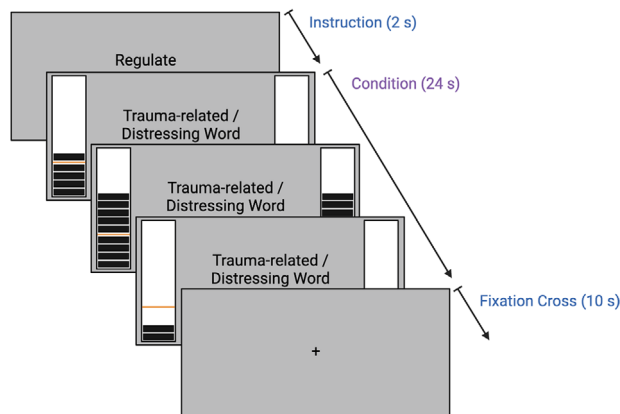 Instruction (2 s)
Regulate
Condition (24 s)
Trauma-related /
Distressing Word
Trauma-related /
Distressing Word
Trauma-related /
Distressing Word
Fixation Cross (10 s)
+